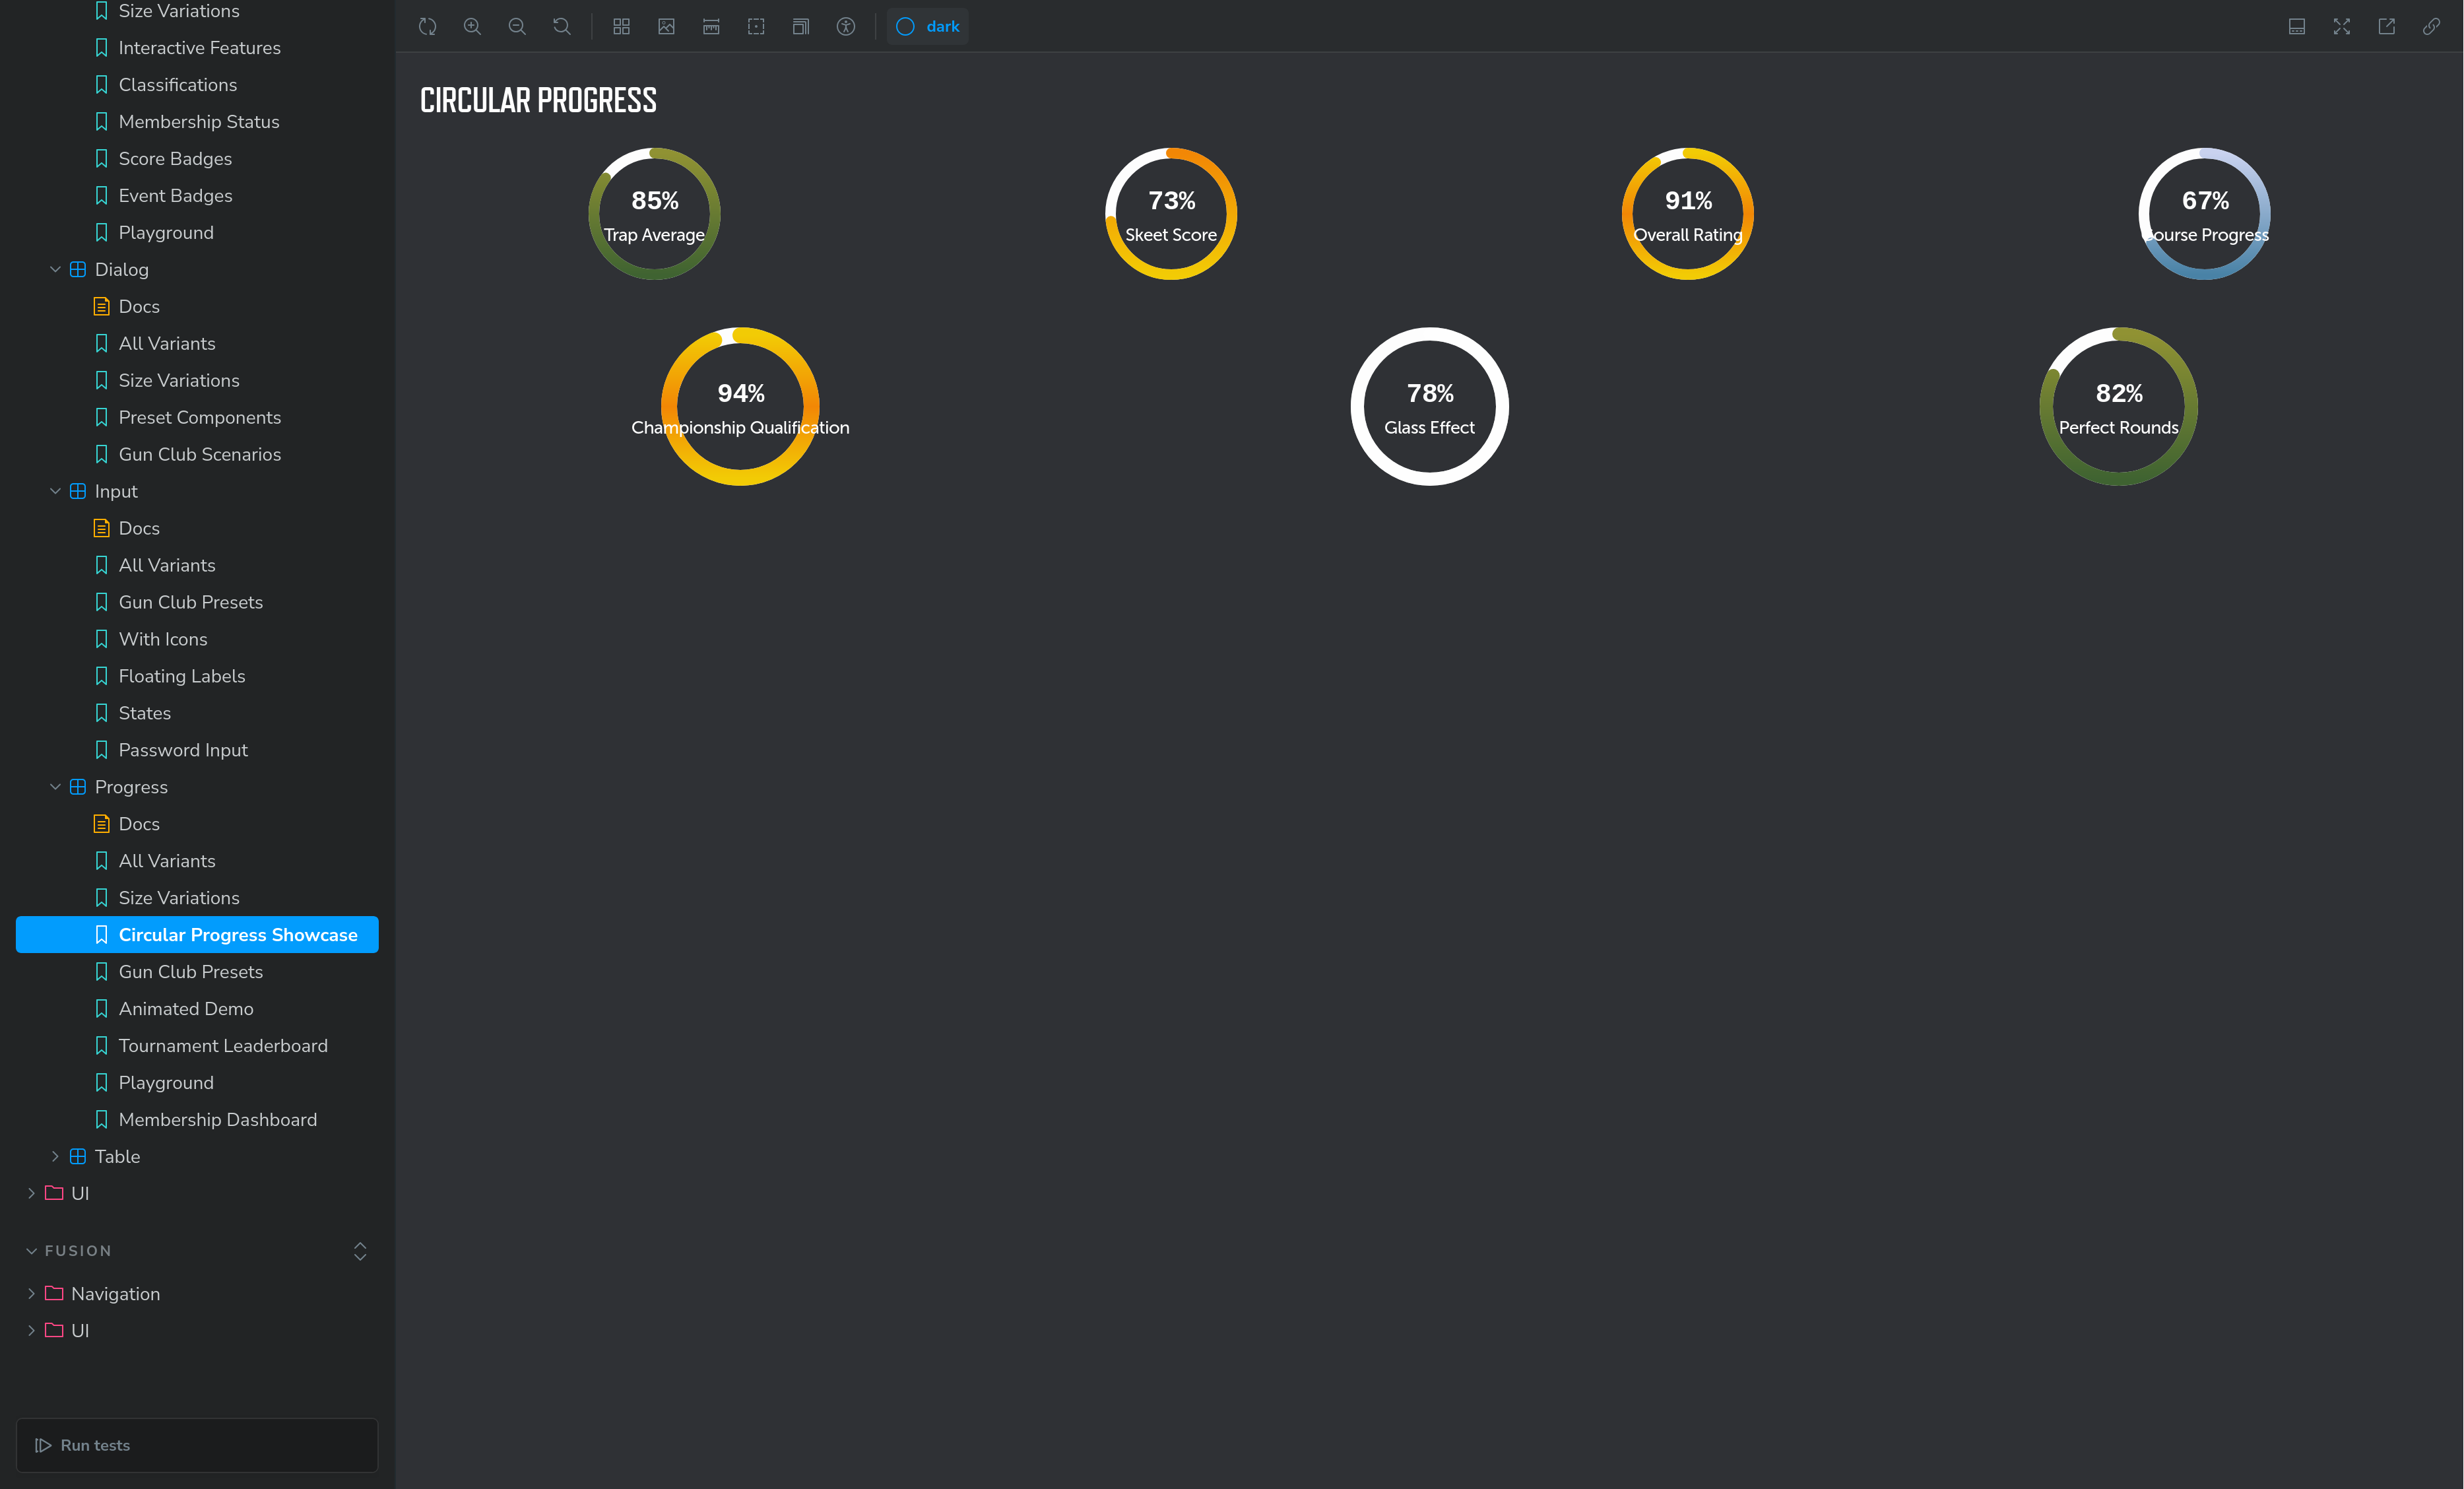 Size Variations
Interactive Features
Classifications
Membership Status
Score Badges
Event Badges
Playground
Dialog
Docs
All Variants
Size Variations
Preset Components
Gun Club Scenarios
Input
Docs
All Variants
Gun Club Presets
With Icons
Floating Labels
States
Password Input
Progress
Docs
All Variants
Size Variations
Circular Progress Showcase
Gun Club Presets
Animated Demo
Tournament Leaderboard
Playground
Membership Dashboard
Table
UI
FUSION
Navigation
UI
Run tests
dark
CIRCULAR PROGRESS
85%
Trap Average
73%
Skeet Score
91%
Overall Rating
67%
Course Progress
94%
Championship Qualification
78%
Glass Effect
82%
Perfect Rounds